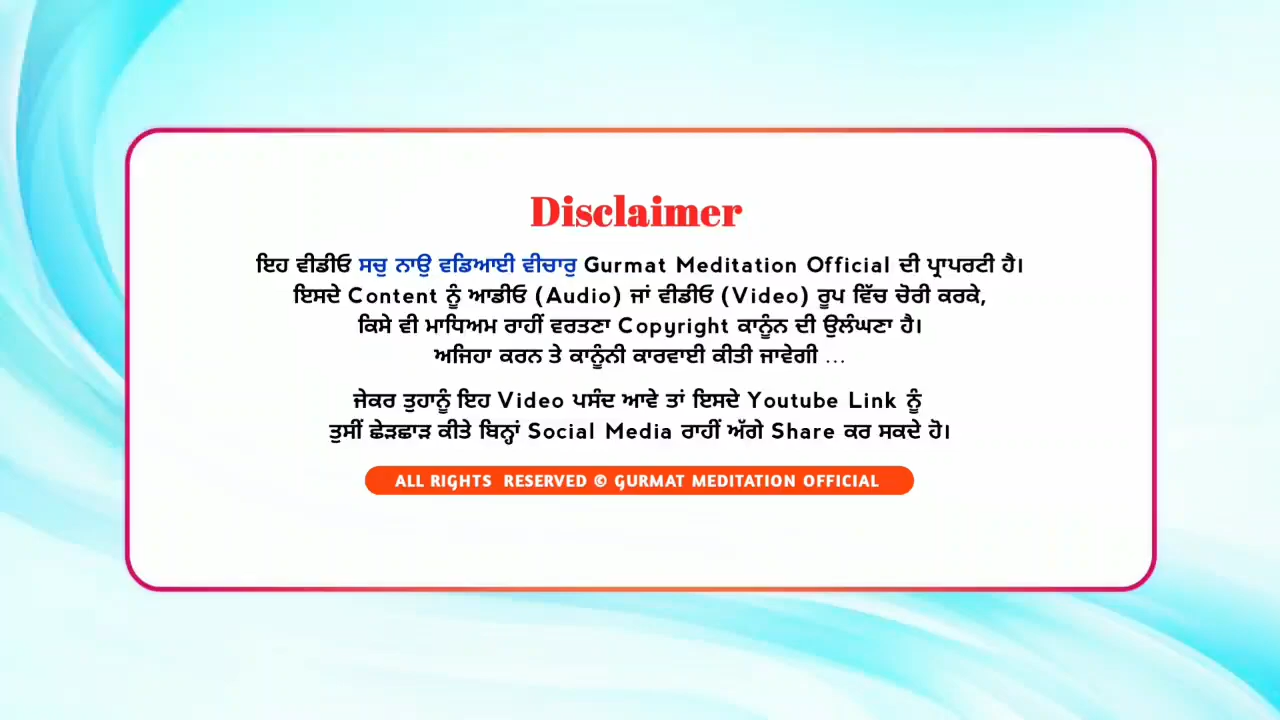 Disclaimer
ਇਹ ਵੀਡੀਓ ਸਚੁ ਨਾਉ ਵਡਿਆਈ ਵੀਚਾਰੁ Gurmat Meditation Official ਦੀ ਪ੍ਰਾਪਰਟੀ ਹੈ।
ਇਸਦੇ Content ਨੂੰ ਆਡੀਓ (Audio) ਜਾਂ ਵੀਡੀਓ (Video) ਰੂਪ ਵਿੱਚ ਚੋਰੀ ਕਰਕੇ,
ਕਿਸੇ ਵੀ ਮਾਧਿਅਮ ਰਾਹੀਂ ਵਰਤਣਾ Copyright ਕਾਨੂੰਨ ਦੀ ਉਲੰਘਣਾ ਹੈ।
ਅਜਿਹਾ ਕਰਨ ਤੇ ਕਾਨੂੰਨੀ ਕਾਰਵਾਈ ਕੀਤੀ ਜਾਵੇਗੀ ...
ਜੇਕਰ ਤੁਹਾਨੂੰ ਇਹ Video ਪਸੰਦ ਆਵੇ ਤਾਂ ਇਸਦੇ Youtube Link ਨੂੰ
ਤੁਸੀਂ ਛੇੜਛਾੜ ਕੀਤੇ ਬਿਨ੍ਹਾਂ Social Media ਰਾਹੀਂ ਅੱਗੇ Share ਕਰ ਸਕਦੇ ਹੋ।
ALL RIGHTS RESERVED © GURMAT MEDITATION OFFICIAL